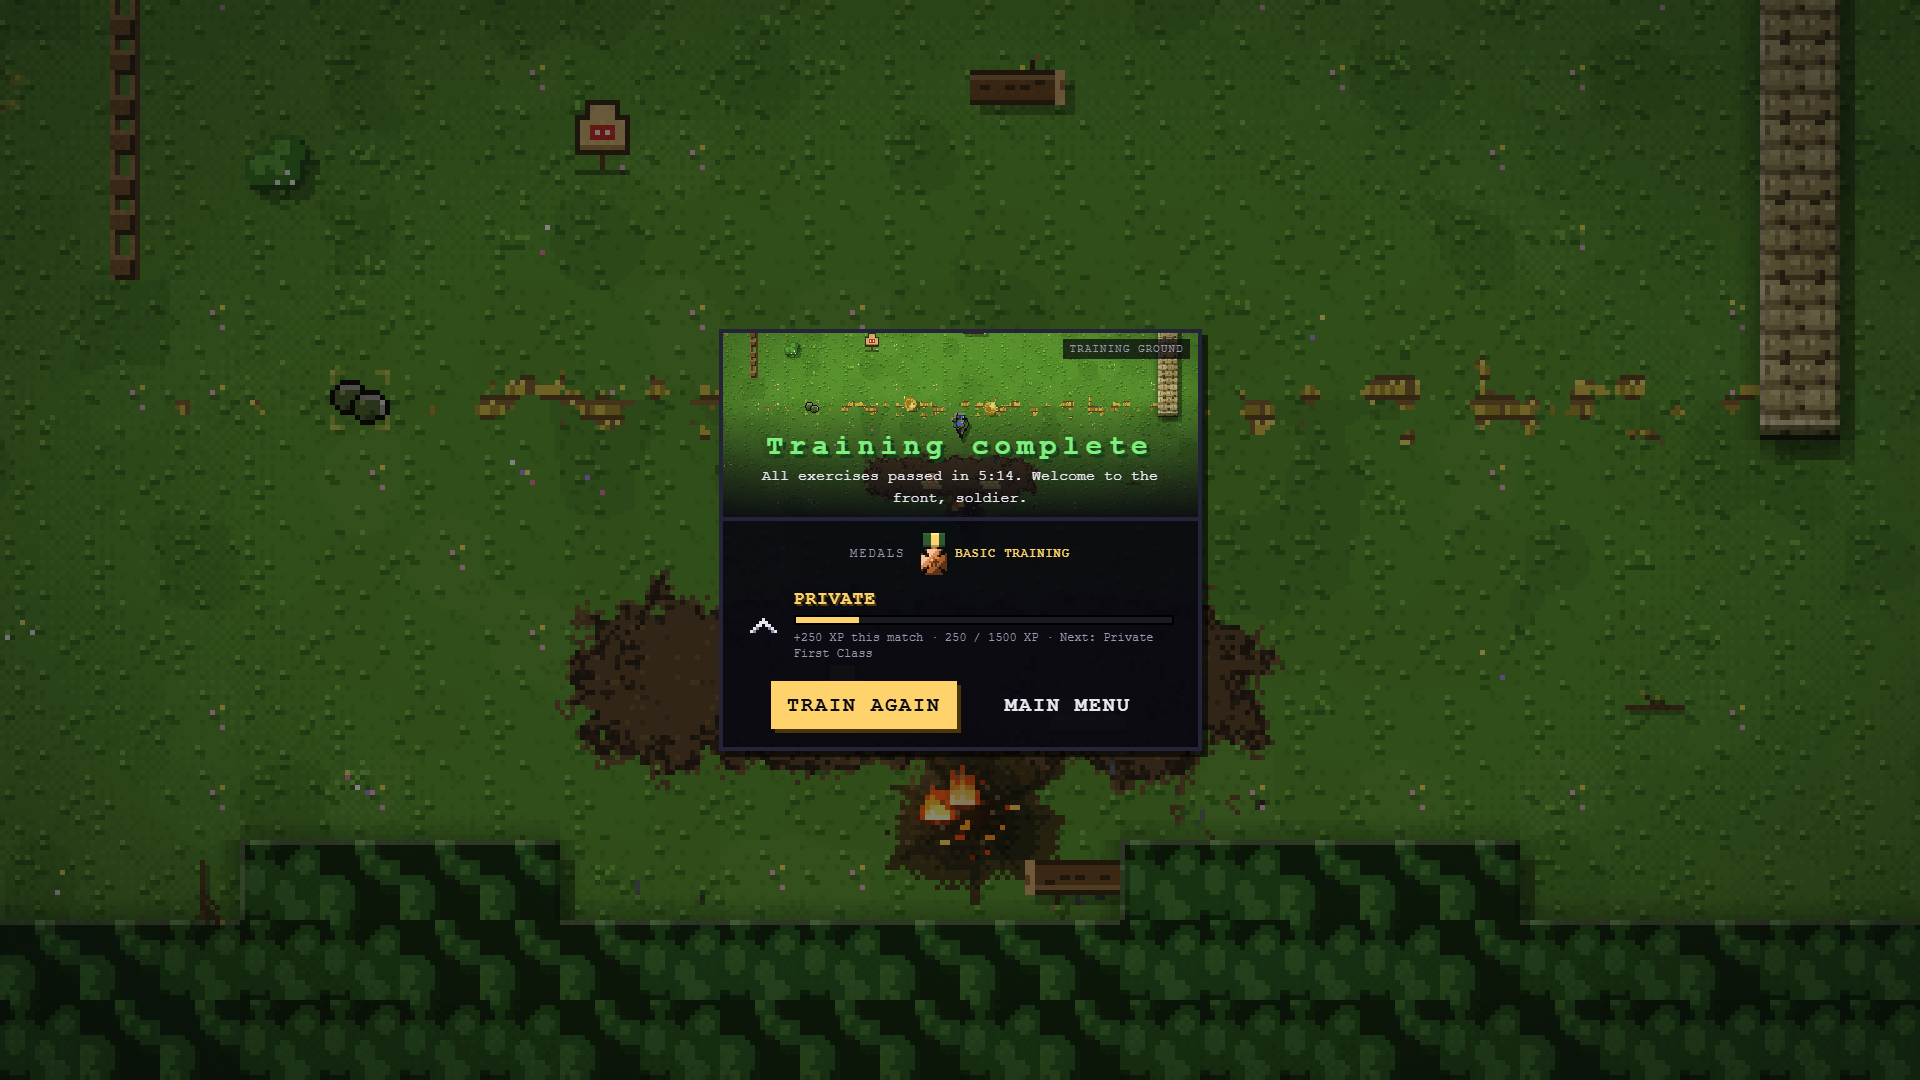 TRAINING GROUND
Training complete
All exercises passed in 5:14. Welcome to the
front, soldier.
MEDALS BASIC TRAINING
PRIVATE
+250 XP this match · 250 / 1500 XP · Next: Private
First Class
TRAIN AGAIN MAIN MENU